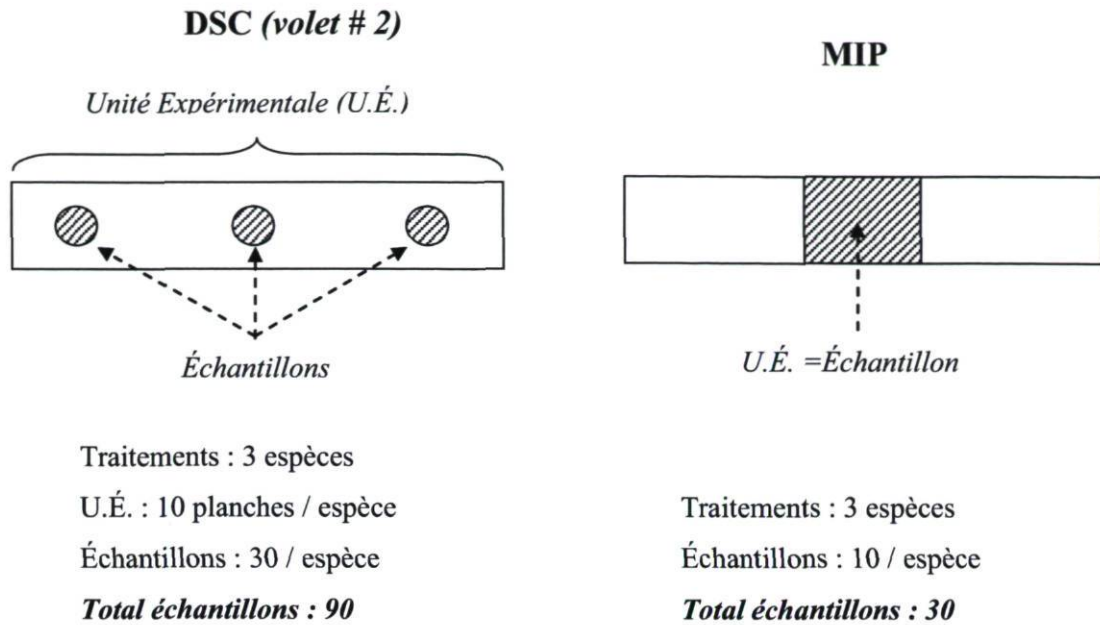 DSC (volet # 2)
Unité Expérimentale (U.É.)
Échantillons
Traitements : 3 espèces
U.É. : 10 planches / espèce
Échantillons : 30 / espèce
Total échantillons : 90
MIP
U.É. =Échantillon
Traitements : 3 espèces
Échantillons : 10 / espèce
Total échantillons : 30